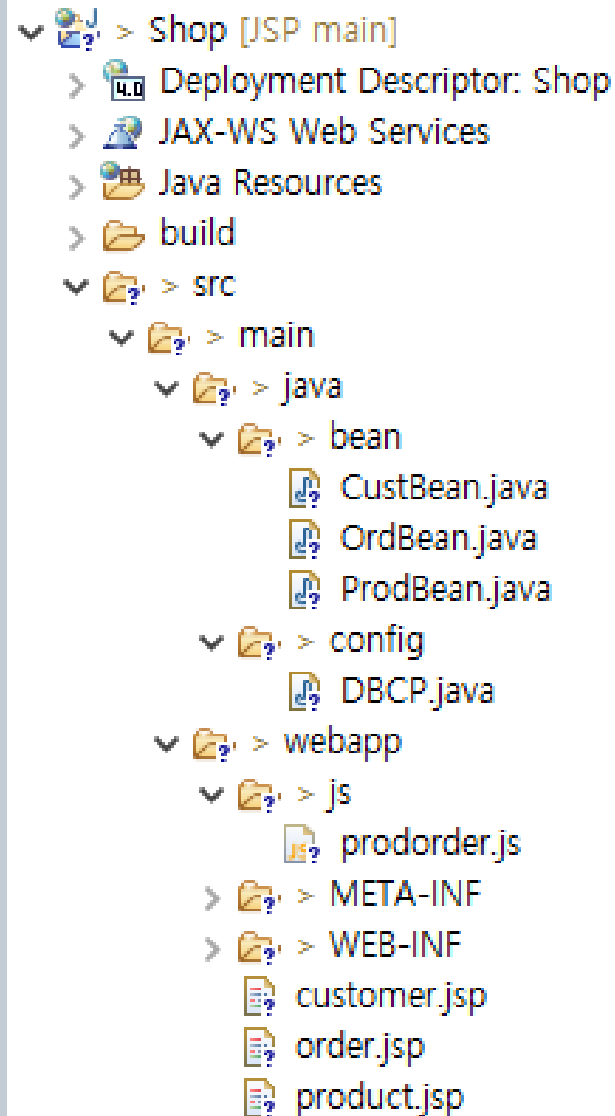 > Shop [JSP main]
Deployment Descriptor: Shop
JAX-WS Web Services
Java Resources
build
> src
> main
> java
> bean
CustBean.java
OrdBean.java
ProdBean.java
> config
DBCP.java
> webapp
> js
prodorder.js
> META-INF
> WEB-INF
customer.jsp
order.jsp
product.jsp